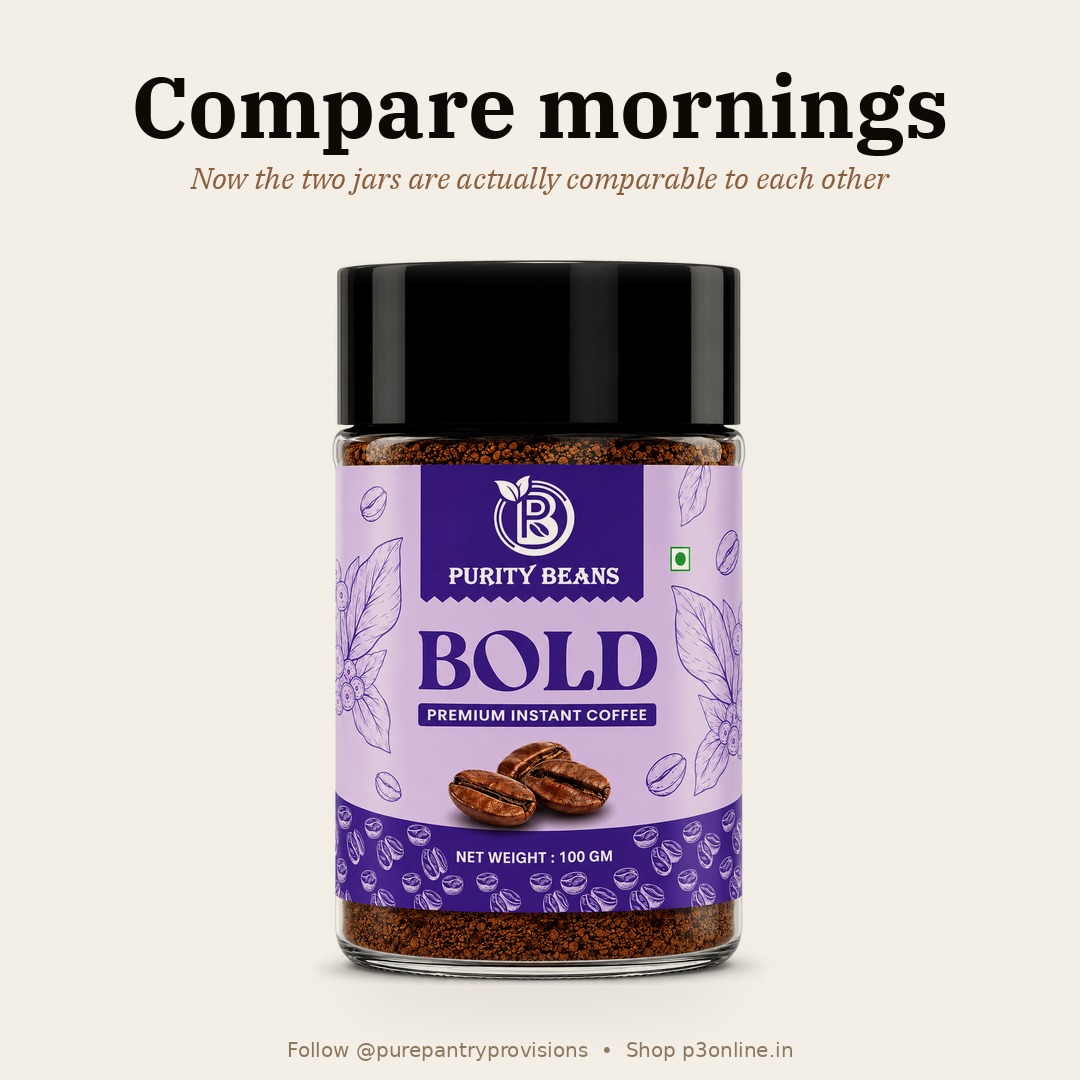 Compare mornings
Now the two jars are actually comparable to each other
PURITY BEANS
BOLD
PREMIUM INSTANT COFFEE
NET WEIGHT : 100 GM
Follow @purepantryprovisions • Shop p3online.in